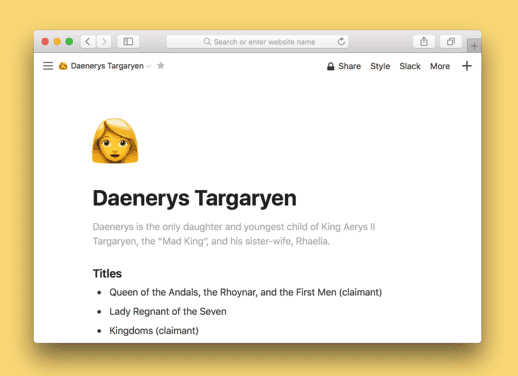 Search or enter website name
Daenerys Targaryen
Share Style Slack More
Daenerys Targaryen
Daenerys is the only daughter and youngest child of King Aerys II
Targaryen, the “Mad King”, and his sister-wife, Rhaella.
Titles
• Queen of the Andals, the Rhoynar, and the First Men (claimant)
• Lady Regnant of the Seven
• Kingdoms (claimant)